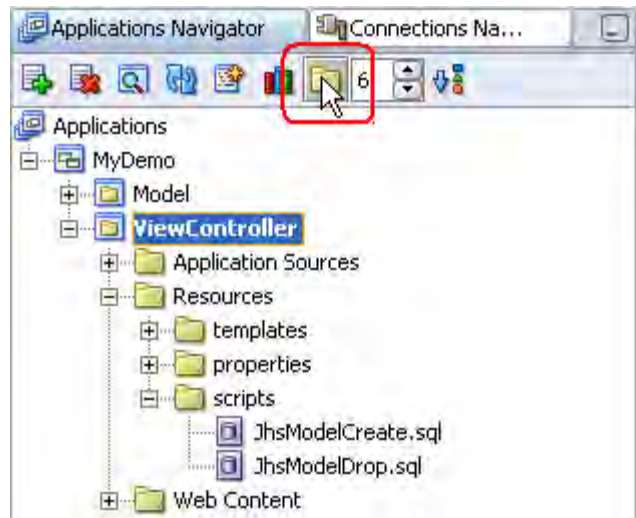 Applications Navigator Connections Na...
6
Applications
MyDemo
Model
ViewController
Application Sources
Resources
templates
properties
scripts
JhsModelCreate.sql
JhsModelDrop.sql
Web Content